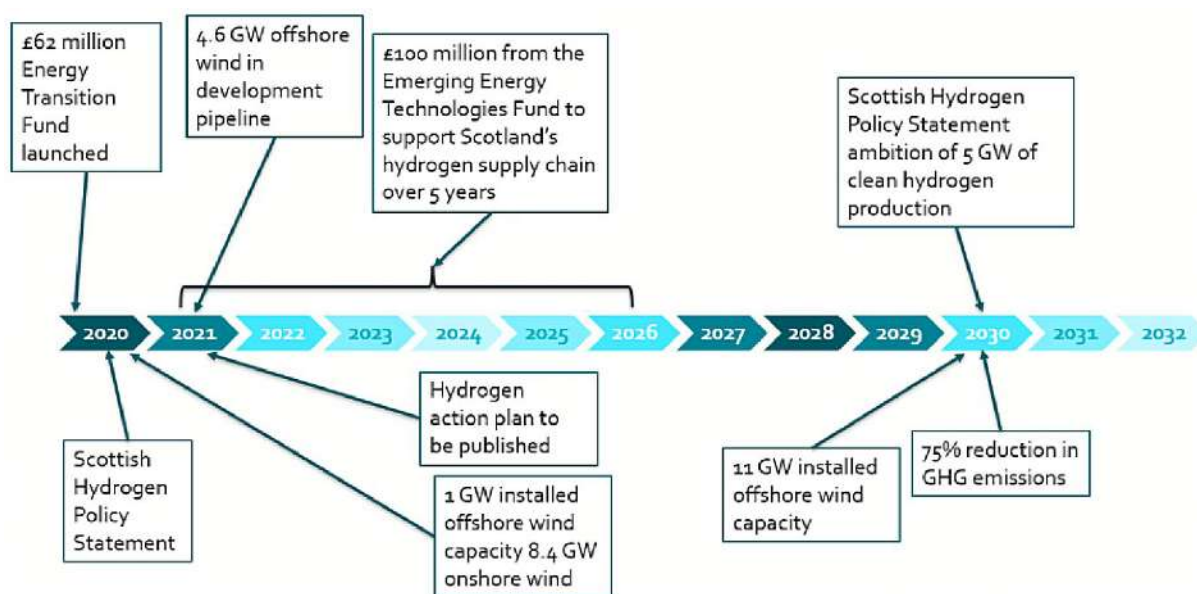 £62 million
Energy
Transition
Fund
launched
4.6 GW offshore
wind in
development
pipeline
£100 million from the
Emerging Energy
Technologies Fund to
support Scotland's
hydrogen supply chain
over 5 years
Scottish Hydrogen
Policy Statement
ambition of 5 GW of
clean hydrogen
production
2020 2021 2022 2023 2024 2025 2026 2027 2028 2029 2030 2031 2032
Scottish
Hydrogen
Policy
Statement
Hydrogen
action plan to
be published
1 GW installed
offshore wind
capacity 8.4 GW
onshore wind
11 GW installed
offshore wind
capacity
75% reduction in
GHG emissions